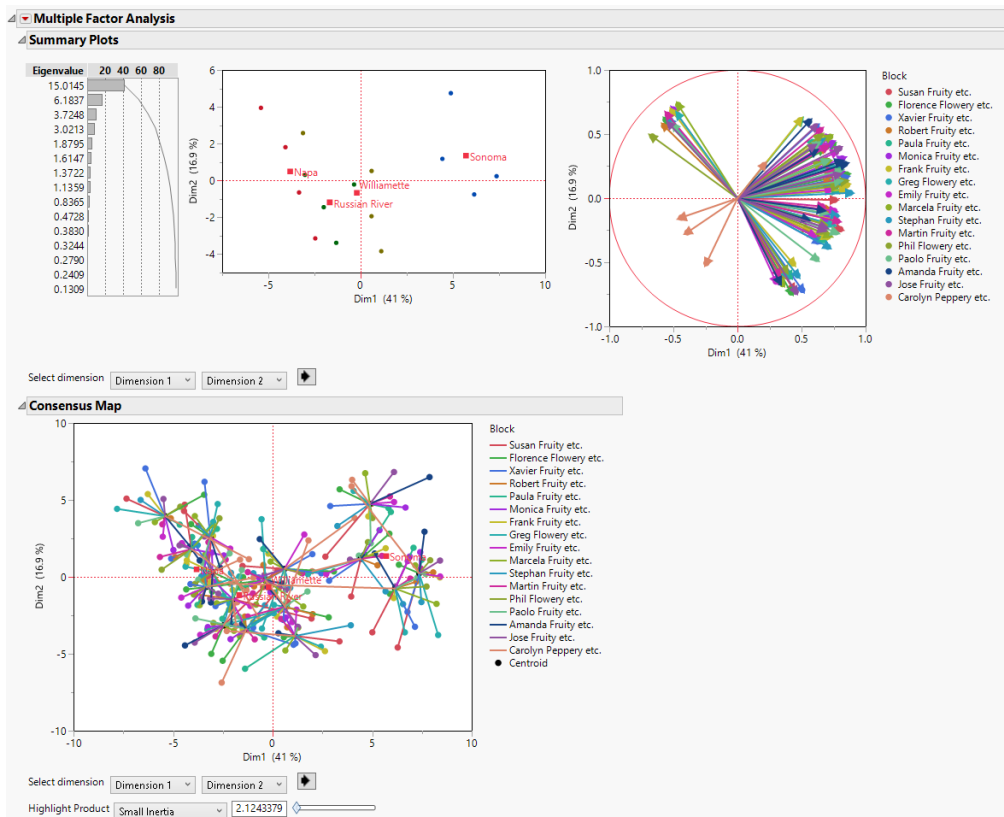 Multiple Factor Analysis
Summary Plots
Eigenvalue 20 40 60 80
15.0145
6.1837
3.7248
3.0213
1.8795
1.6147
1.3722
1.1359
0.8365
0.4728
0.3830
0.3244
0.2790
0.2409
0.1309
6
4
2
0
-2
-4
Dim2 (16.9 %)
Sonoma
Napa
Williamette
Russian River
-5 0 5 10
Dim1 (41 %)
1.0
0.5
0.0
-0.5
-1.0
Dim2 (16.9 %)
-1.0 -0.5 0.0 0.5 1.0
Dim1 (41 %)
Block
Susan Fruity etc.
Florence Flowery etc.
Xavier Fruity etc.
Robert Fruity etc.
Paula Fruity etc.
Monica Fruity etc.
Frank Fruity etc.
Greg Flowery etc.
Emily Fruity etc.
Marcela Fruity etc.
Stephan Fruity etc.
Martin Fruity etc.
Phil Flowery etc.
Paolo Fruity etc.
Amanda Fruity etc.
Jose Fruity etc.
Carolyn Peppery etc.
Select dimension Dimension 1 Dimension 2
Consensus Map
10
5
0
-5
-10
Dim2 (16.9 %)
Sonoma
Napa
Williamette
Russian River
-10 -5 0 5 10
Dim1 (41 %)
Block
Susan Fruity etc.
Florence Flowery etc.
Xavier Fruity etc.
Robert Fruity etc.
Paula Fruity etc.
Monica Fruity etc.
Frank Fruity etc.
Greg Flowery etc.
Emily Fruity etc.
Marcela Fruity etc.
Stephan Fruity etc.
Martin Fruity etc.
Phil Flowery etc.
Paolo Fruity etc.
Amanda Fruity etc.
Jose Fruity etc.
Carolyn Peppery etc.
Centroid
Select dimension Dimension 1 Dimension 2
Highlight Product Small Inertia 2.1243379